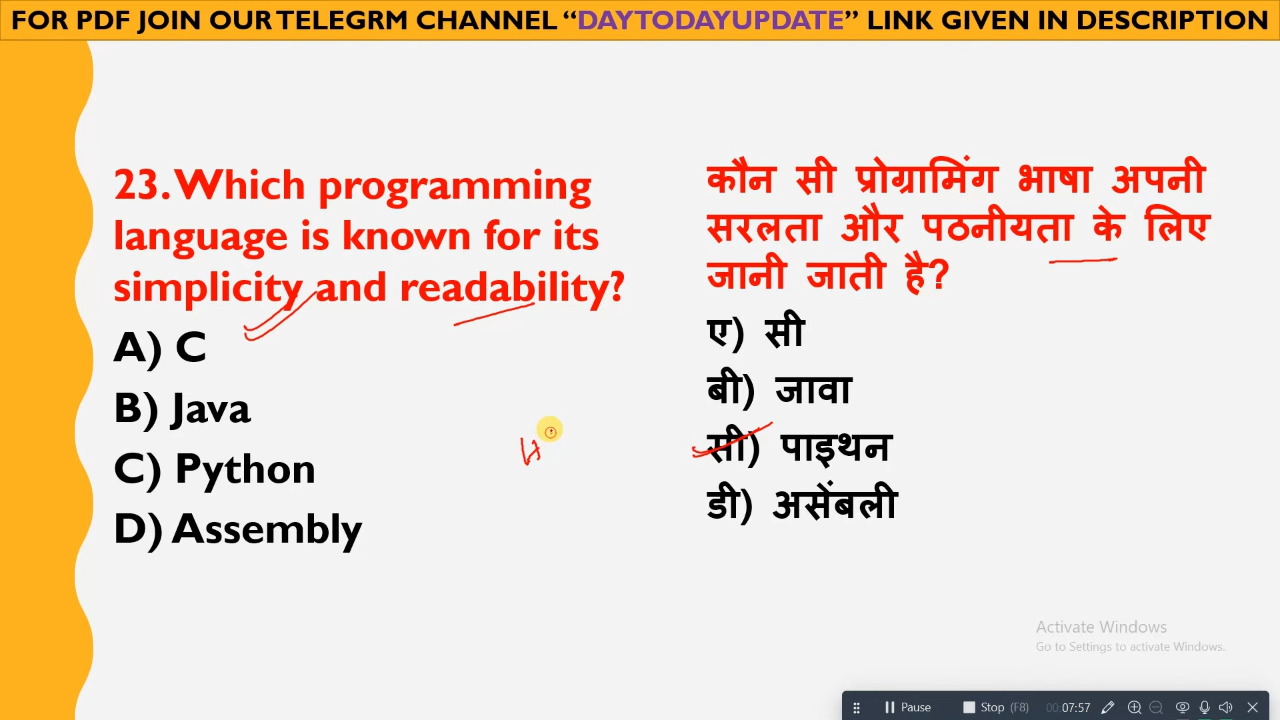 FOR PDF JOIN OUR TELEGRM CHANNEL “DAYTODAYUPDATE” LINK GIVEN IN DESCRIPTION
23. Which programming
language is known for its
simplicity and readability?
A) C
B) Java
C) Python
D) Assembly
कौन सी प्रोग्रामिंग भाषा अपनी
सरलता और पठनीयता के लिए
जानी जाती है?
ए) सी
बी) जावा
सी) पाइथन
डी) असेंबली
Activate Windows
Go to Settings to activate Windows.
Pause
Stop (F8)
00:07:57